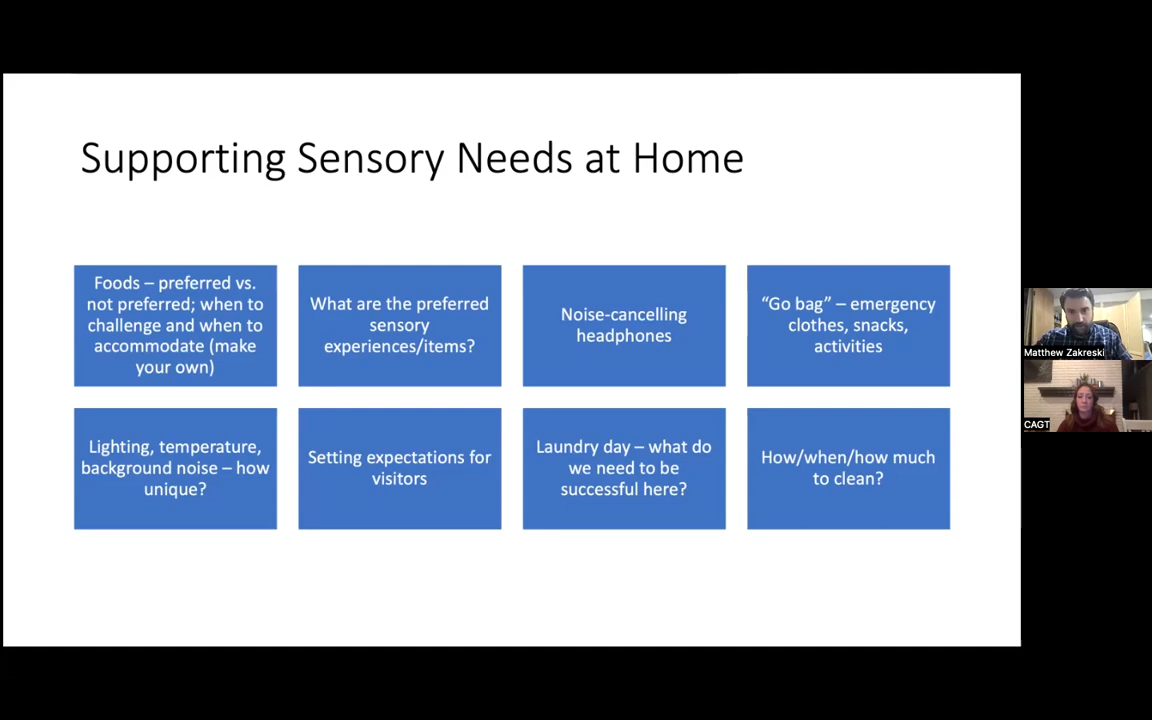 Supporting Sensory Needs at Home
Foods – preferred vs.
not preferred; when to
challenge and when to
accommodate (make
your own)
What are the preferred
sensory
experiences/items?
Noise-cancelling
headphones
“Go bag” – emergency
clothes, snacks,
activities
Lighting, temperature,
background noise – how
unique?
Setting expectations for
visitors
Laundry day – what do
we need to be
successful here?
How/when/how much
to clean?
Matthew Zakreski
CAGT